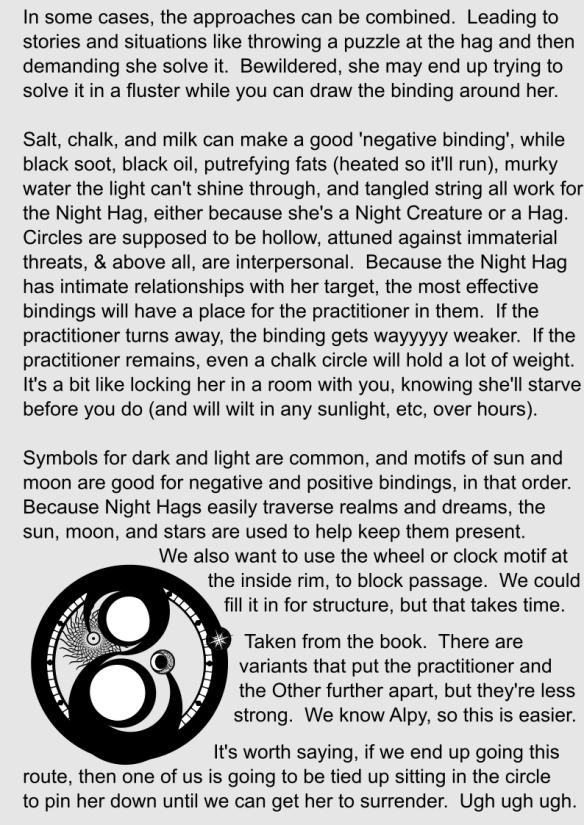 In some cases, the approaches can be combined.  Leading to
stories and situations like throwing a puzzle at the hag and then
demanding she solve it.  Bewildered, she may end up trying to
solve it in a fluster while you can draw the binding around her.

Salt, chalk, and milk can make a good 'negative binding', while
black soot, black oil, putrefying fats (heated so it'll run), murky
water the light can't shine through, and tangled string all work for
the Night Hag, either because she's a Night Creature or a Hag.
Circles are supposed to be hollow, attuned against immaterial
threats, & above all, are interpersonal.  Because the Night Hag
has intimate relationships with her target, the most effective
bindings will have a place for the practitioner in them.  If the
practitioner turns away, the binding gets wayyyyy weaker.  If the
practitioner remains, even a chalk circle will hold a lot of weight.
It's a bit like locking her in a room with you, knowing she'll starve
before you do (and will wilt in any sunlight, etc, over hours).

Symbols for dark and light are common, and motifs of sun and
moon are good for negative and positive bindings, in that order.
Because Night Hags easily traverse realms and dreams, the
sun, moon, and stars are used to help keep them present.
We also want to use the wheel or clock motif at
the inside rim, to block passage.  We could
fill it in for structure, but that takes time.

Taken from the book.  There are
variants that put the practitioner and
the Other further apart, but they're less
strong.  We know Alpy, so this is easier.

It's worth saying, if we end up going this
route, then one of us is going to be tied up sitting in the circle
to pin her down until we can get her to surrender.  Ugh ugh ugh.